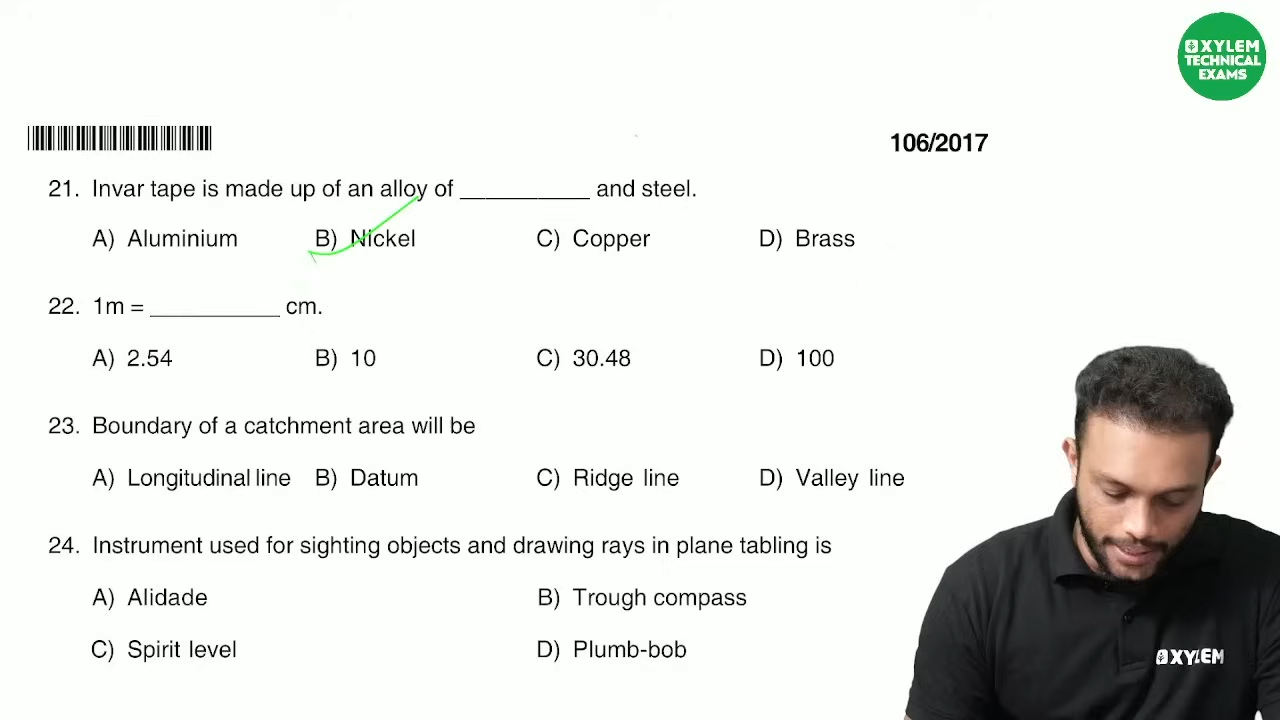 XYLEM
TECHNICAL
EXAMS
106/2017
21. Invar tape is made up of an alloy of __________ and steel.
A) Aluminium B) Nickel C) Copper D) Brass
22. 1m = __________ cm.
A) 2.54 B) 10 C) 30.48 D) 100
23. Boundary of a catchment area will be
A) Longitudinal line B) Datum C) Ridge line D) Valley line
24. Instrument used for sighting objects and drawing rays in plane tabling is
A) Alidade B) Trough compass
C) Spirit level D) Plumb-bob
XYLEM